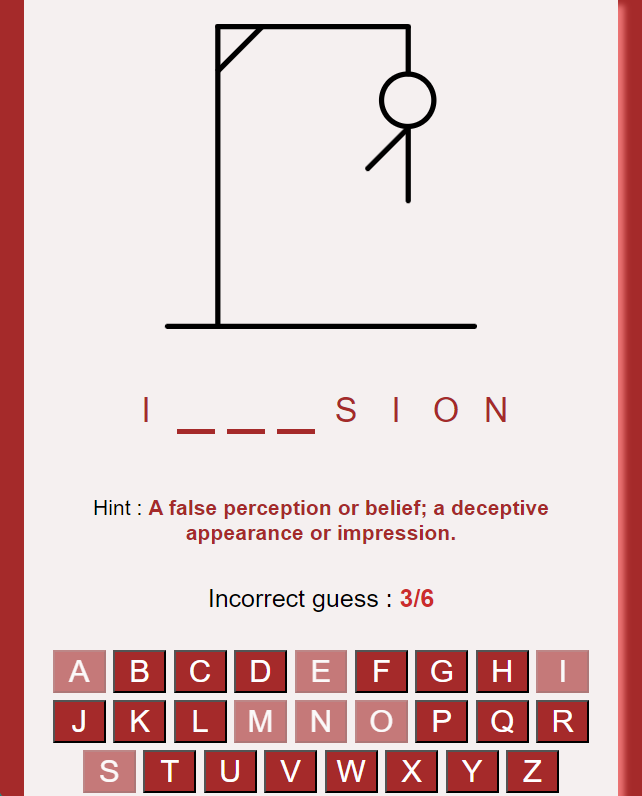 I _ _ _ S I O N
Hint : A false perception or belief; a deceptive
appearance or impression.
Incorrect guess : 3/6
A B C D E F G H I
J K L M N O P Q R
S T U V W X Y Z